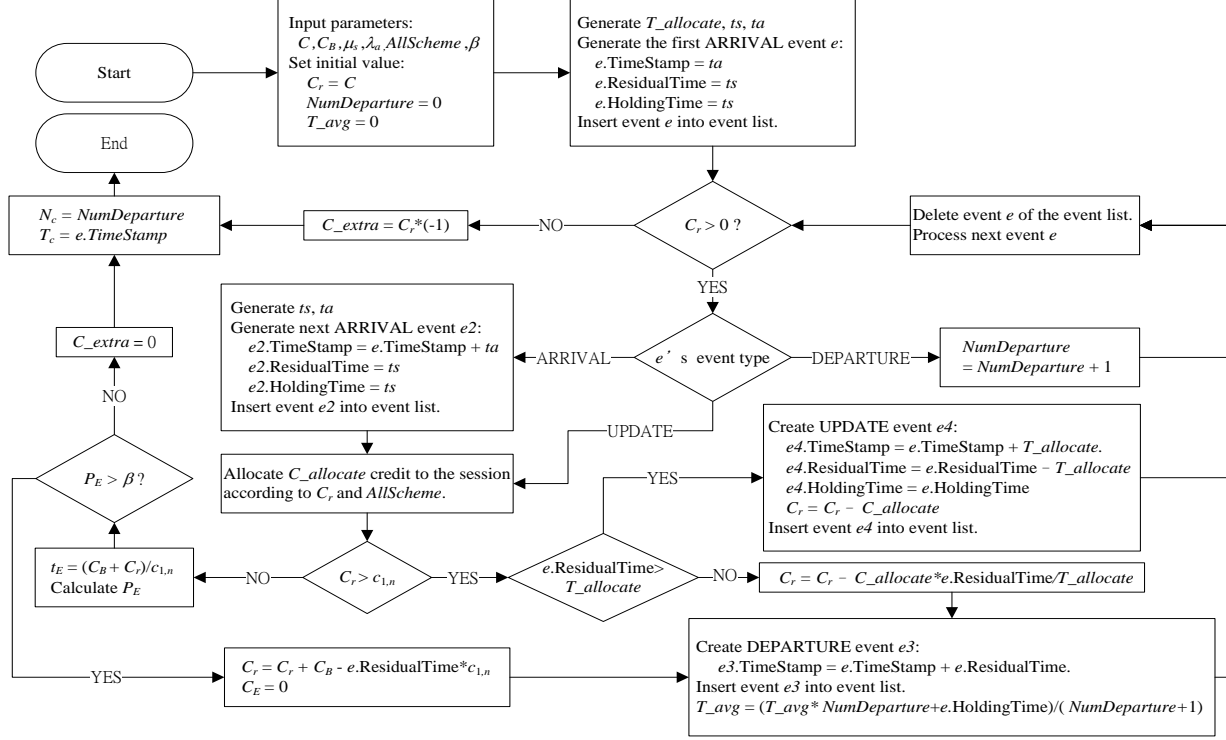 Start
Input parameters:
C,C_B,μ_s,λ_a,AllScheme,β
Set initial value:
C_r = C
NumDeparture = 0
T_avg = 0
Generate T_allocate, ts, ta
Generate the first ARRIVAL event e:
e.TimeStamp = ta
e.ResidualTime = ts
e.HoldingTime = ts
Insert event e into event list.
End
N_c = NumDeparture
T_c = e.TimeStamp
C_extra = C_r*(-1)
NO
C_r > 0 ?
Delete event e of the event list.
Process next event e
YES
Generate ts, ta
Generate next ARRIVAL event e2:
e2.TimeStamp = e.TimeStamp + ta
e2.ResidualTime = ts
e2.HoldingTime = ts
Insert event e2 into event list.
ARRIVAL
e's event type
DEPARTURE
NumDeparture
= NumDeparture + 1
C_extra = 0
NO
UPDATE
P_E > β ?
Allocate C_allocate credit to the session
according to C_r and AllScheme.
YES
Create UPDATE event e4:
e4.TimeStamp = e.TimeStamp + T_allocate.
e4.ResidualTime = e.ResidualTime - T_allocate
e4.HoldingTime = e.HoldingTime
C_r = C_r - C_allocate
Insert event e4 into event list.
t_E = (C_B + C_r)/c_{1,n}
Calculate P_E
NO
C_r > c_{1,n}
YES
e.ResidualTime>
T_allocate
NO
C_r = C_r - C_allocate*e.ResidualTime/T_allocate
YES
C_r = C_r + C_B - e.ResidualTime*c_{1,n}
C_E = 0
Create DEPARTURE event e3:
e3.TimeStamp = e.TimeStamp + e.ResidualTime.
Insert event e3 into event list.
T_avg = (T_avg* NumDeparture+e.HoldingTime)/( NumDeparture+1)